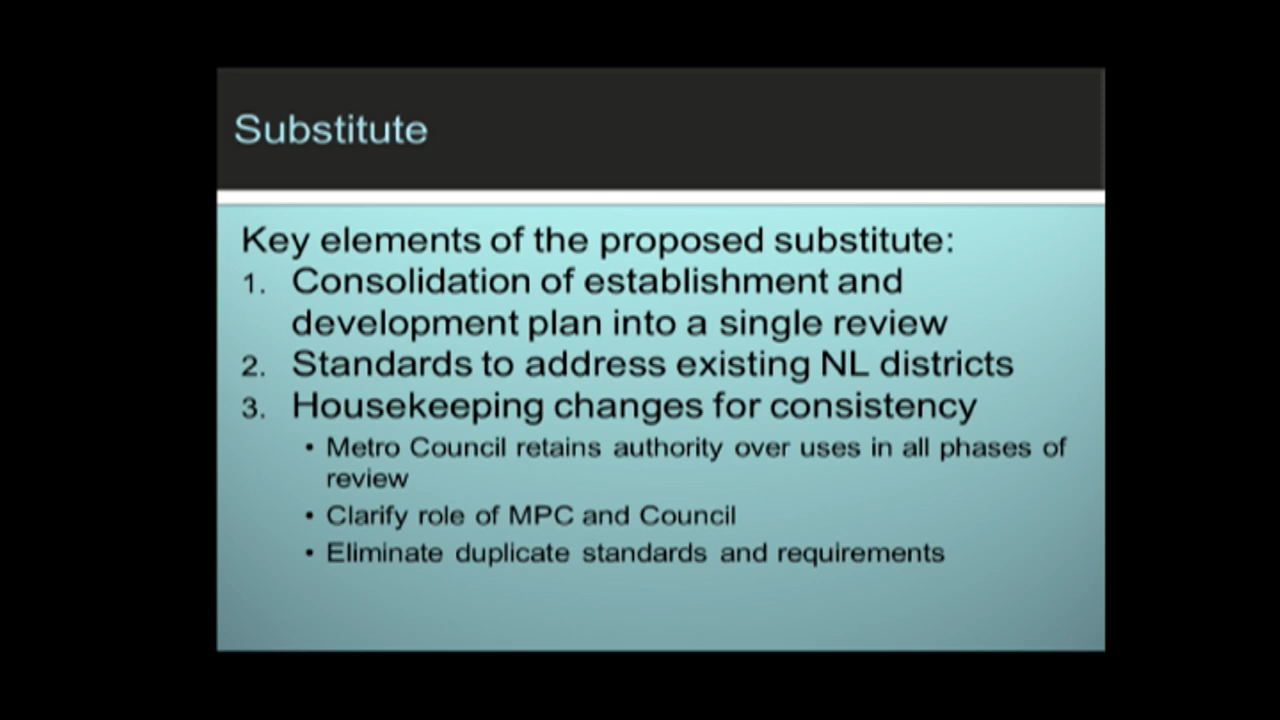 Substitute
Key elements of the proposed substitute:
1. Consolidation of establishment and
development plan into a single review
2. Standards to address existing NL districts
3. Housekeeping changes for consistency
• Metro Council retains authority over uses in all phases of
review
• Clarify role of MPC and Council
• Eliminate duplicate standards and requirements